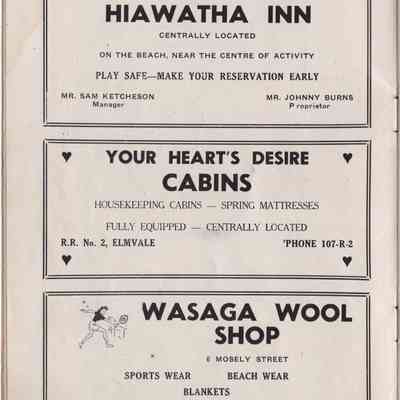 HIAWATHA INN
CENTRALLY LOCATED
ON THE BEACH, NEAR THE CENTRE OF ACTIVITY
PLAY SAFE—MAKE YOUR RESERVATION EARLY
MR. SAM KETCHESON MR. JOHNNY BURNS
Manager Proprietor
YOUR HEART'S DESIRE
CABINS
HOUSEKEEPING CABINS — SPRING MATTRESSES
FULLY EQUIPPED — CENTRALLY LOCATED
R.R. No. 2, ELMVALE 'PHONE 107-R-2
WASAGA WOOL
SHOP
6 MOSELY STREET
SPORTS WEAR BEACH WEAR
BLANKETS